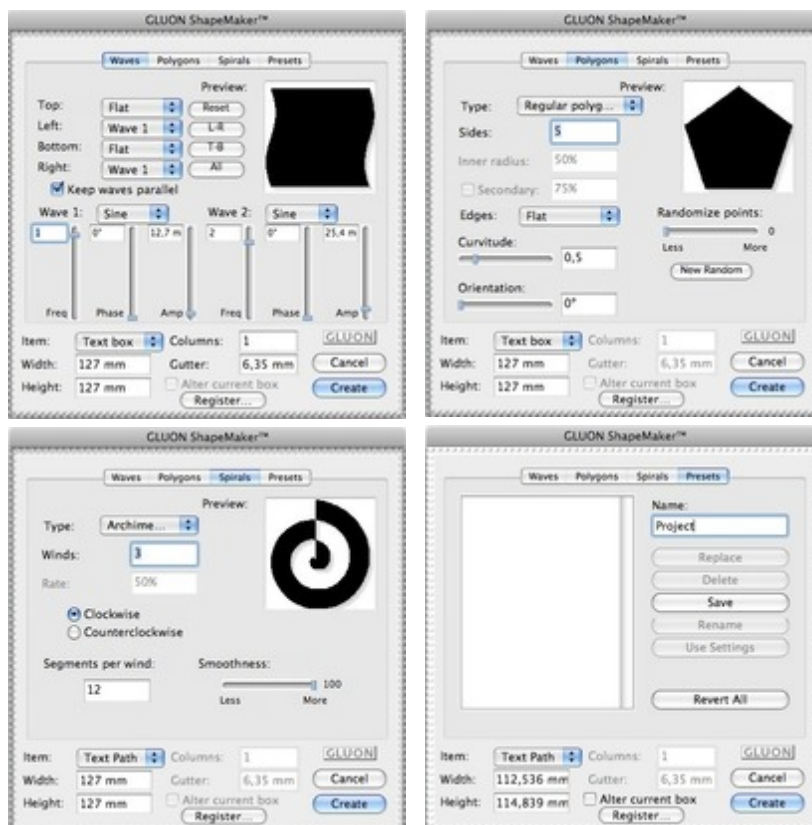 GLUON ShapeMaker™
Waves Polygons Spirals Presets
Preview:
Top: Flat Reset
Left: Wave 1 L-R
Bottom: Flat T-B
Right: Wave 1 All
Keep waves parallel
Wave 1: Sine Wave 2: Sine
1 0° 12,7 m 2 0° 25,4 m
Freq Phase Amp Freq Phase Amp
Item: Text box Columns: 1 GLUON
Width: 127 mm Gutter: 6,35 mm Cancel
Height: 127 mm Alter current box Create
Register...
GLUON ShapeMaker™
Waves Polygons Spirals Presets
Preview:
Type: Regular polyg...
Sides: 5
Inner radius: 50%
Secondary: 75%
Edges: Flat Randomize points:
0
Less More
Curvitude:
0,5
New Random
Orientation:
0°
Item: Text box Columns: 1 GLUON
Width: 127 mm Gutter: 6,35 mm Cancel
Height: 127 mm Alter current box Create
Register...
GLUON ShapeMaker™
Waves Polygons Spirals Presets
Preview:
Type: Archime...
Winds: 3
Rate: 50%
Clockwise
Counterclockwise
Segments per wind: Smoothness:
12 100
Less More
Item: Text Path Columns: 1 GLUON
Width: 127 mm Gutter: 6,35 mm Cancel
Height: 127 mm Alter current box Create
Register...
GLUON ShapeMaker™
Waves Polygons Spirals Presets
Name:
Project
Replace
Delete
Save
Rename
Use Settings
Revert All
Item: Text Path Columns: 1 GLUON
Width: 112,536 mm Gutter: 6,35 mm Cancel
Height: 114,839 mm Alter current box Create
Register...